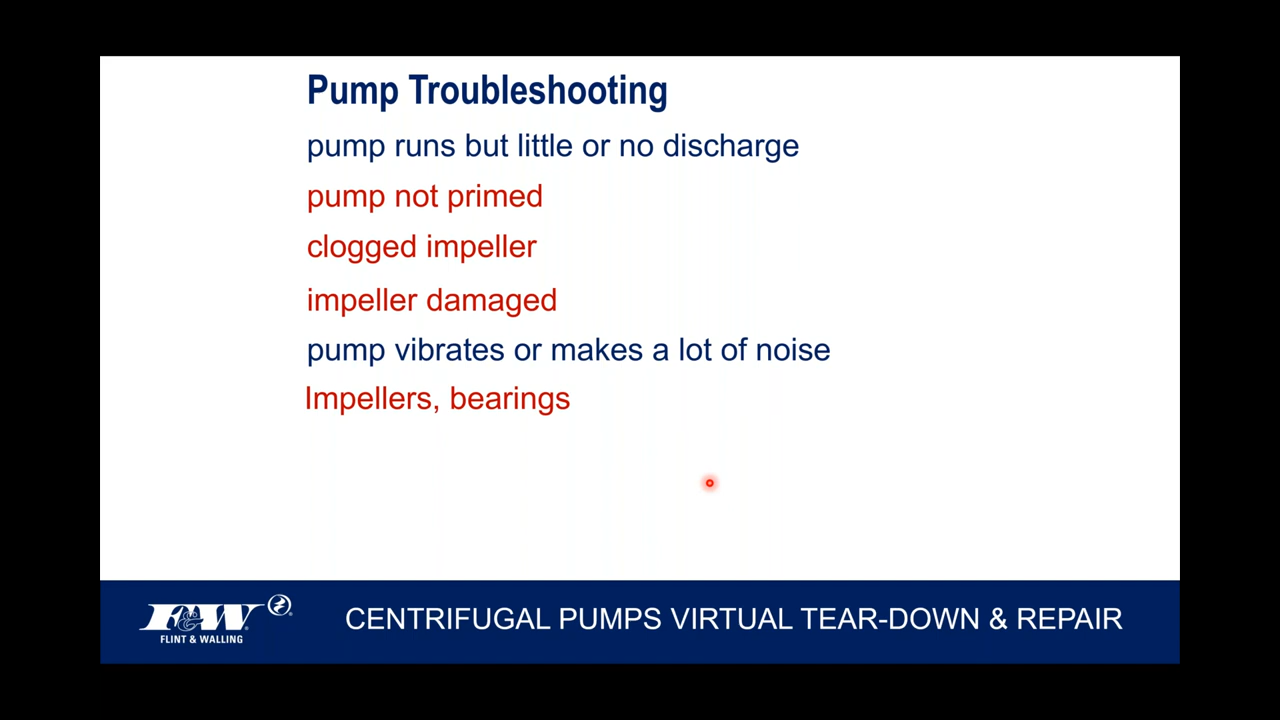 Pump Troubleshooting
pump runs but little or no discharge
pump not primed
clogged impeller
impeller damaged
pump vibrates or makes a lot of noise
Impellers, bearings
F&W
FLINT & WALLING
CENTRIFUGAL PUMPS VIRTUAL TEAR-DOWN & REPAIR